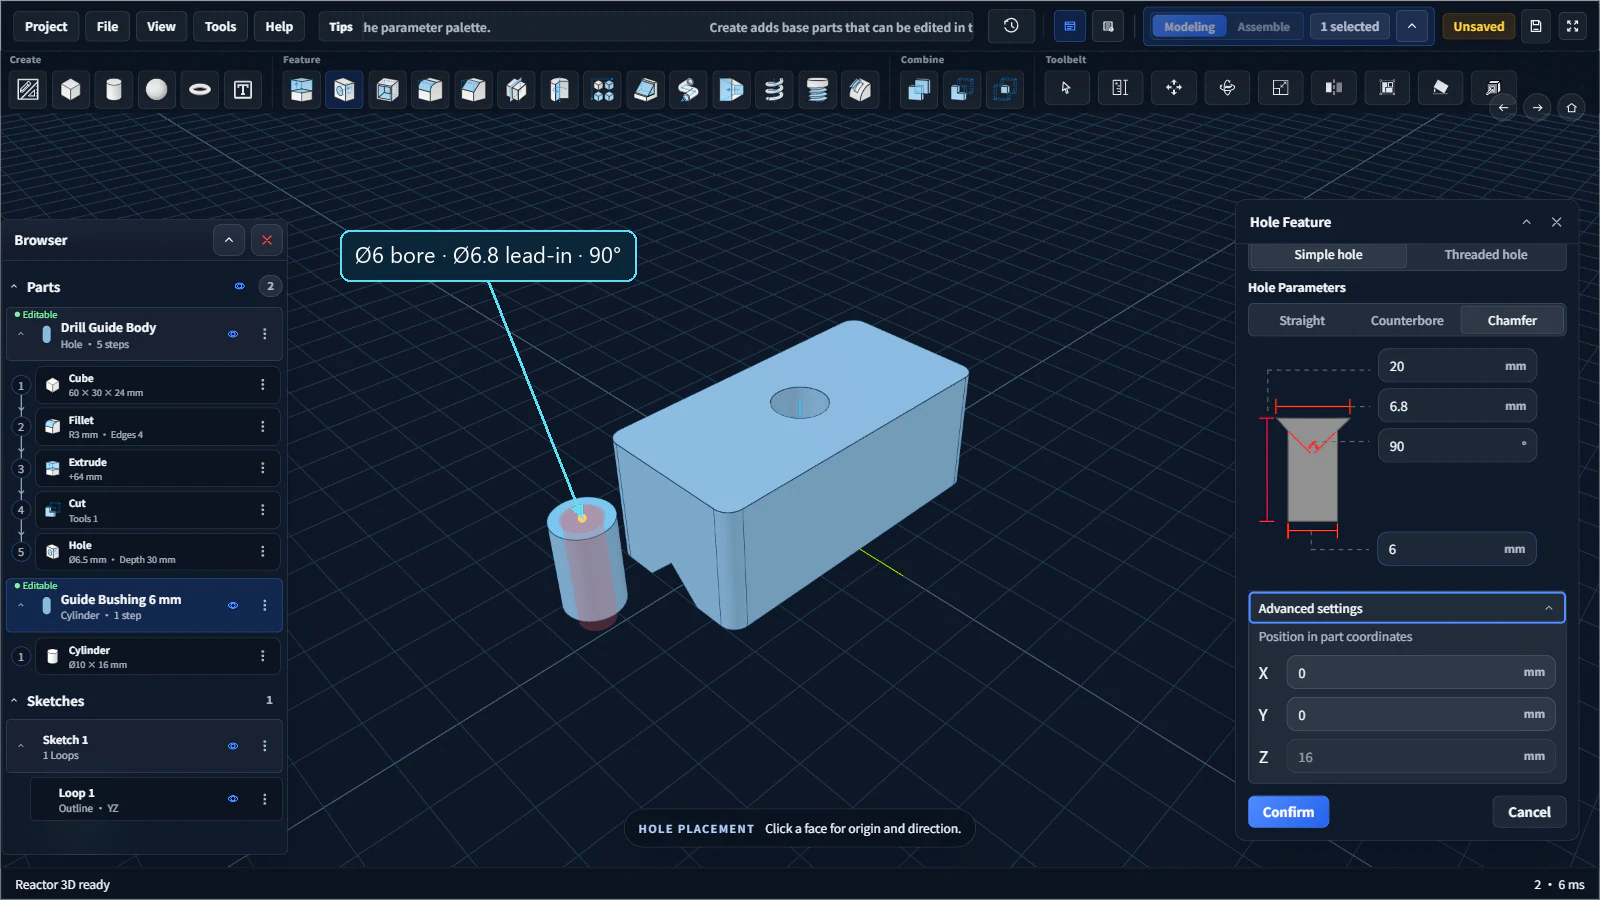 Project
File
View
Tools
Help
Tips
he parameter palette.
Create adds base parts that can be edited in t
Modeling
Assemble
1 selected
Unsaved
Create
Feature
Combine
Toolbelt
Browser
Parts
2
Editable
Drill Guide Body
Hole • 5 steps
1
Cube
60 × 30 × 24 mm
2
Fillet
R3 mm • Edges 4
3
Extrude
+64 mm
4
Cut
Tools 1
5
Hole
Ø6.5 mm • Depth 30 mm
Editable
Guide Bushing 6 mm
Cylinder • 1 step
1
Cylinder
Ø10 × 16 mm
Sketches
1
Sketch 1
1 Loops
Loop 1
Outline • YZ
Ø6 bore · Ø6.8 lead-in · 90°
HOLE PLACEMENT Click a face for origin and direction.
Hole Feature
Simple hole
Threaded hole
Hole Parameters
Straight
Counterbore
Chamfer
20 mm
6.8 mm
90 °
6 mm
Advanced settings
Position in part coordinates
X 0 mm
Y 0 mm
Z 16 mm
Confirm
Cancel
Reactor 3D ready
2 • 6 ms